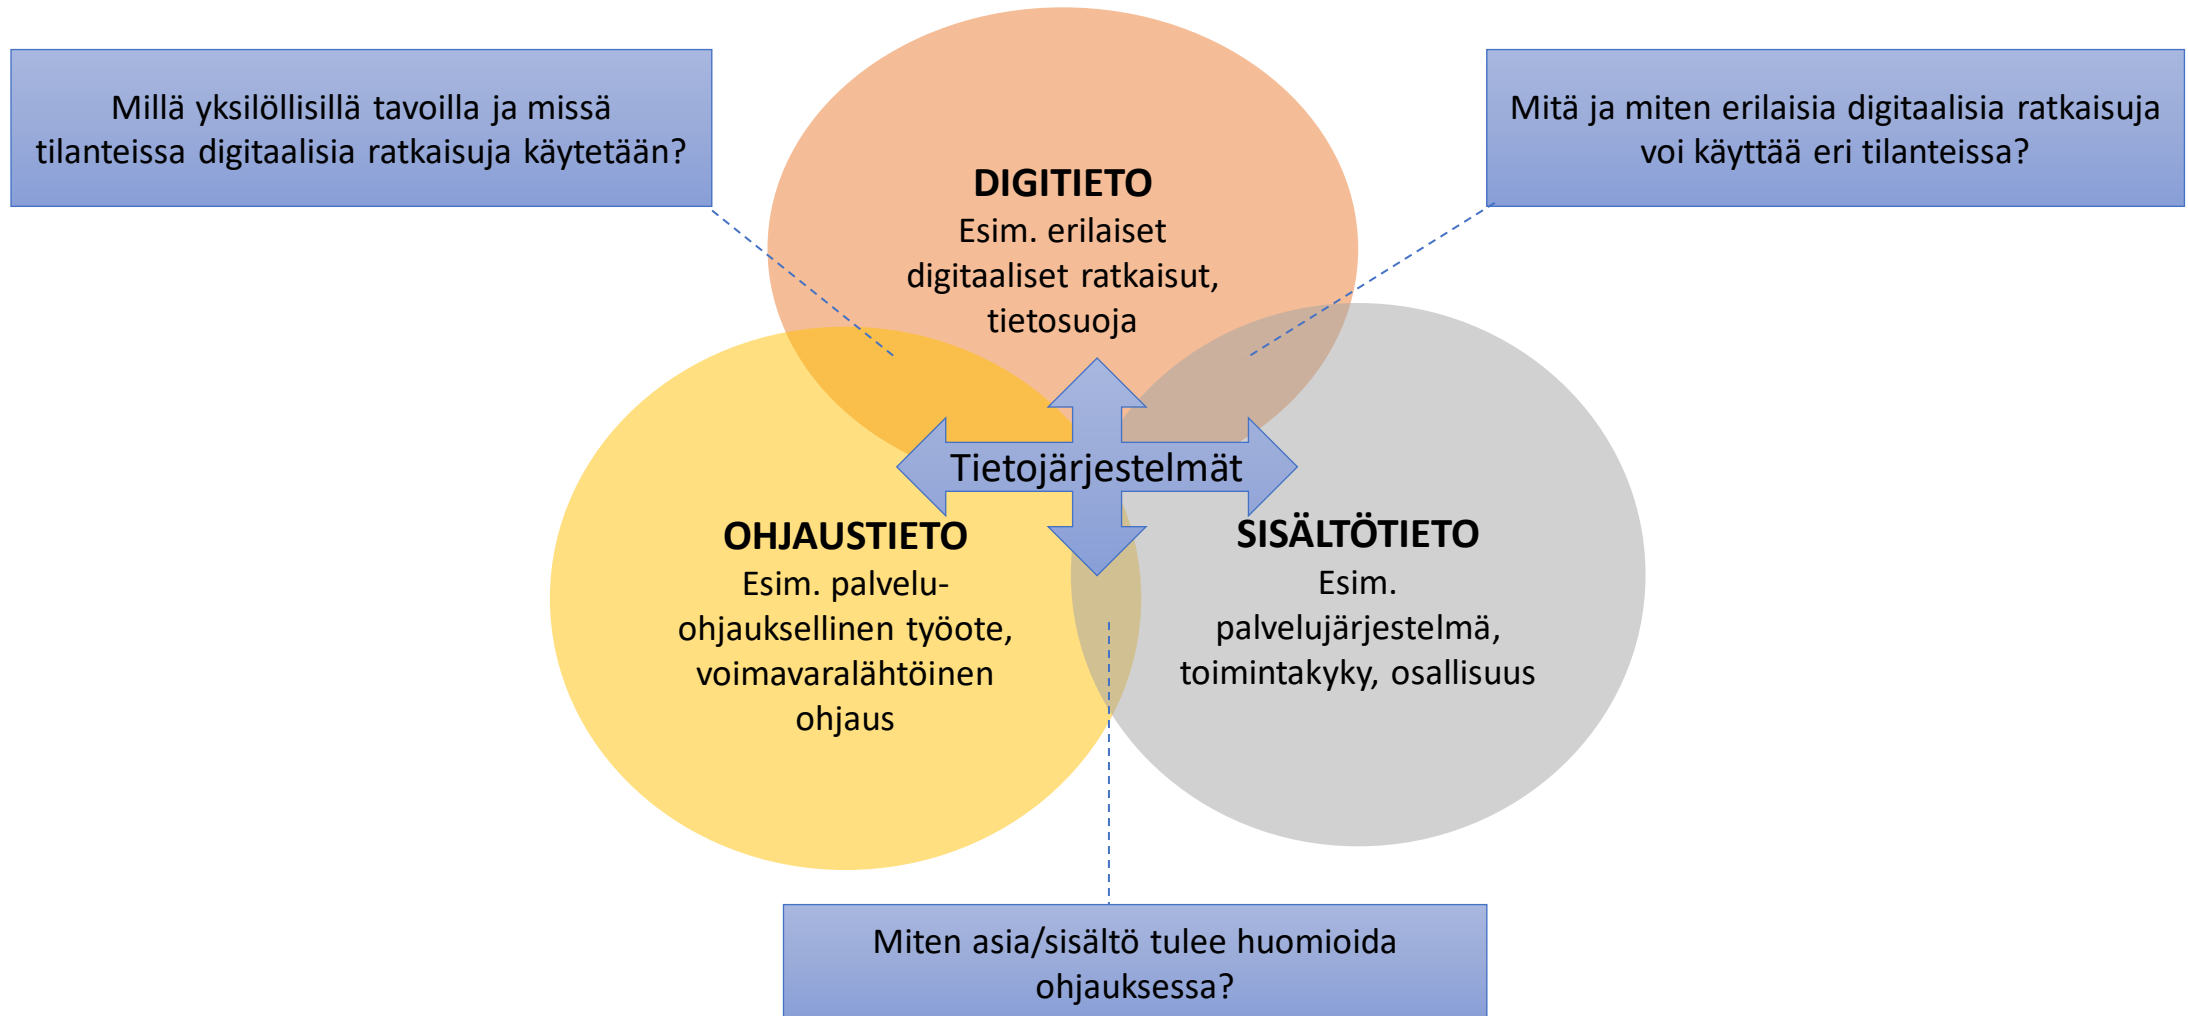 Millä yksilöllisillä tavoilla ja missä
tilanteissa digitaalisia ratkaisuja käytetään?
Mitä ja miten erilaisia digitaalisia ratkaisuja
voi käyttää eri tilanteissa?
DIGITIETO
Esim. erilaiset
digitaaliset ratkaisut,
tietosuoja
Tietojärjestelmät
OHJAUSTIETO
Esim. palvelu-
ohjauksellinen työote,
voimavaralähtöinen
ohjaus
SISÄLTÖTIETO
Esim.
palvelujärjestelmä,
toimintakyky, osallisuus
Miten asia/sisältö tulee huomioida
ohjauksessa?